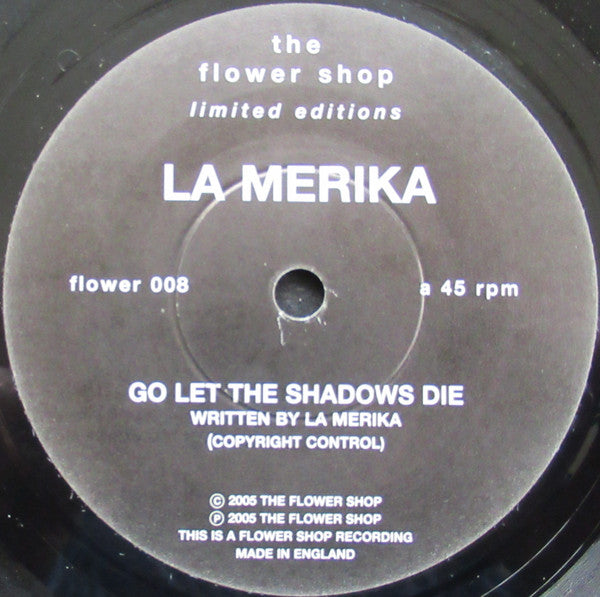 the
flower shop
limited editions
LA MERIKA
flower 008
a 45 rpm
GO LET THE SHADOWS DIE
WRITTEN BY LA MERIKA
(COPYRIGHT CONTROL)
© 2005 THE FLOWER SHOP
℗ 2005 THE FLOWER SHOP
THIS IS A FLOWER SHOP RECORDING
MADE IN ENGLAND